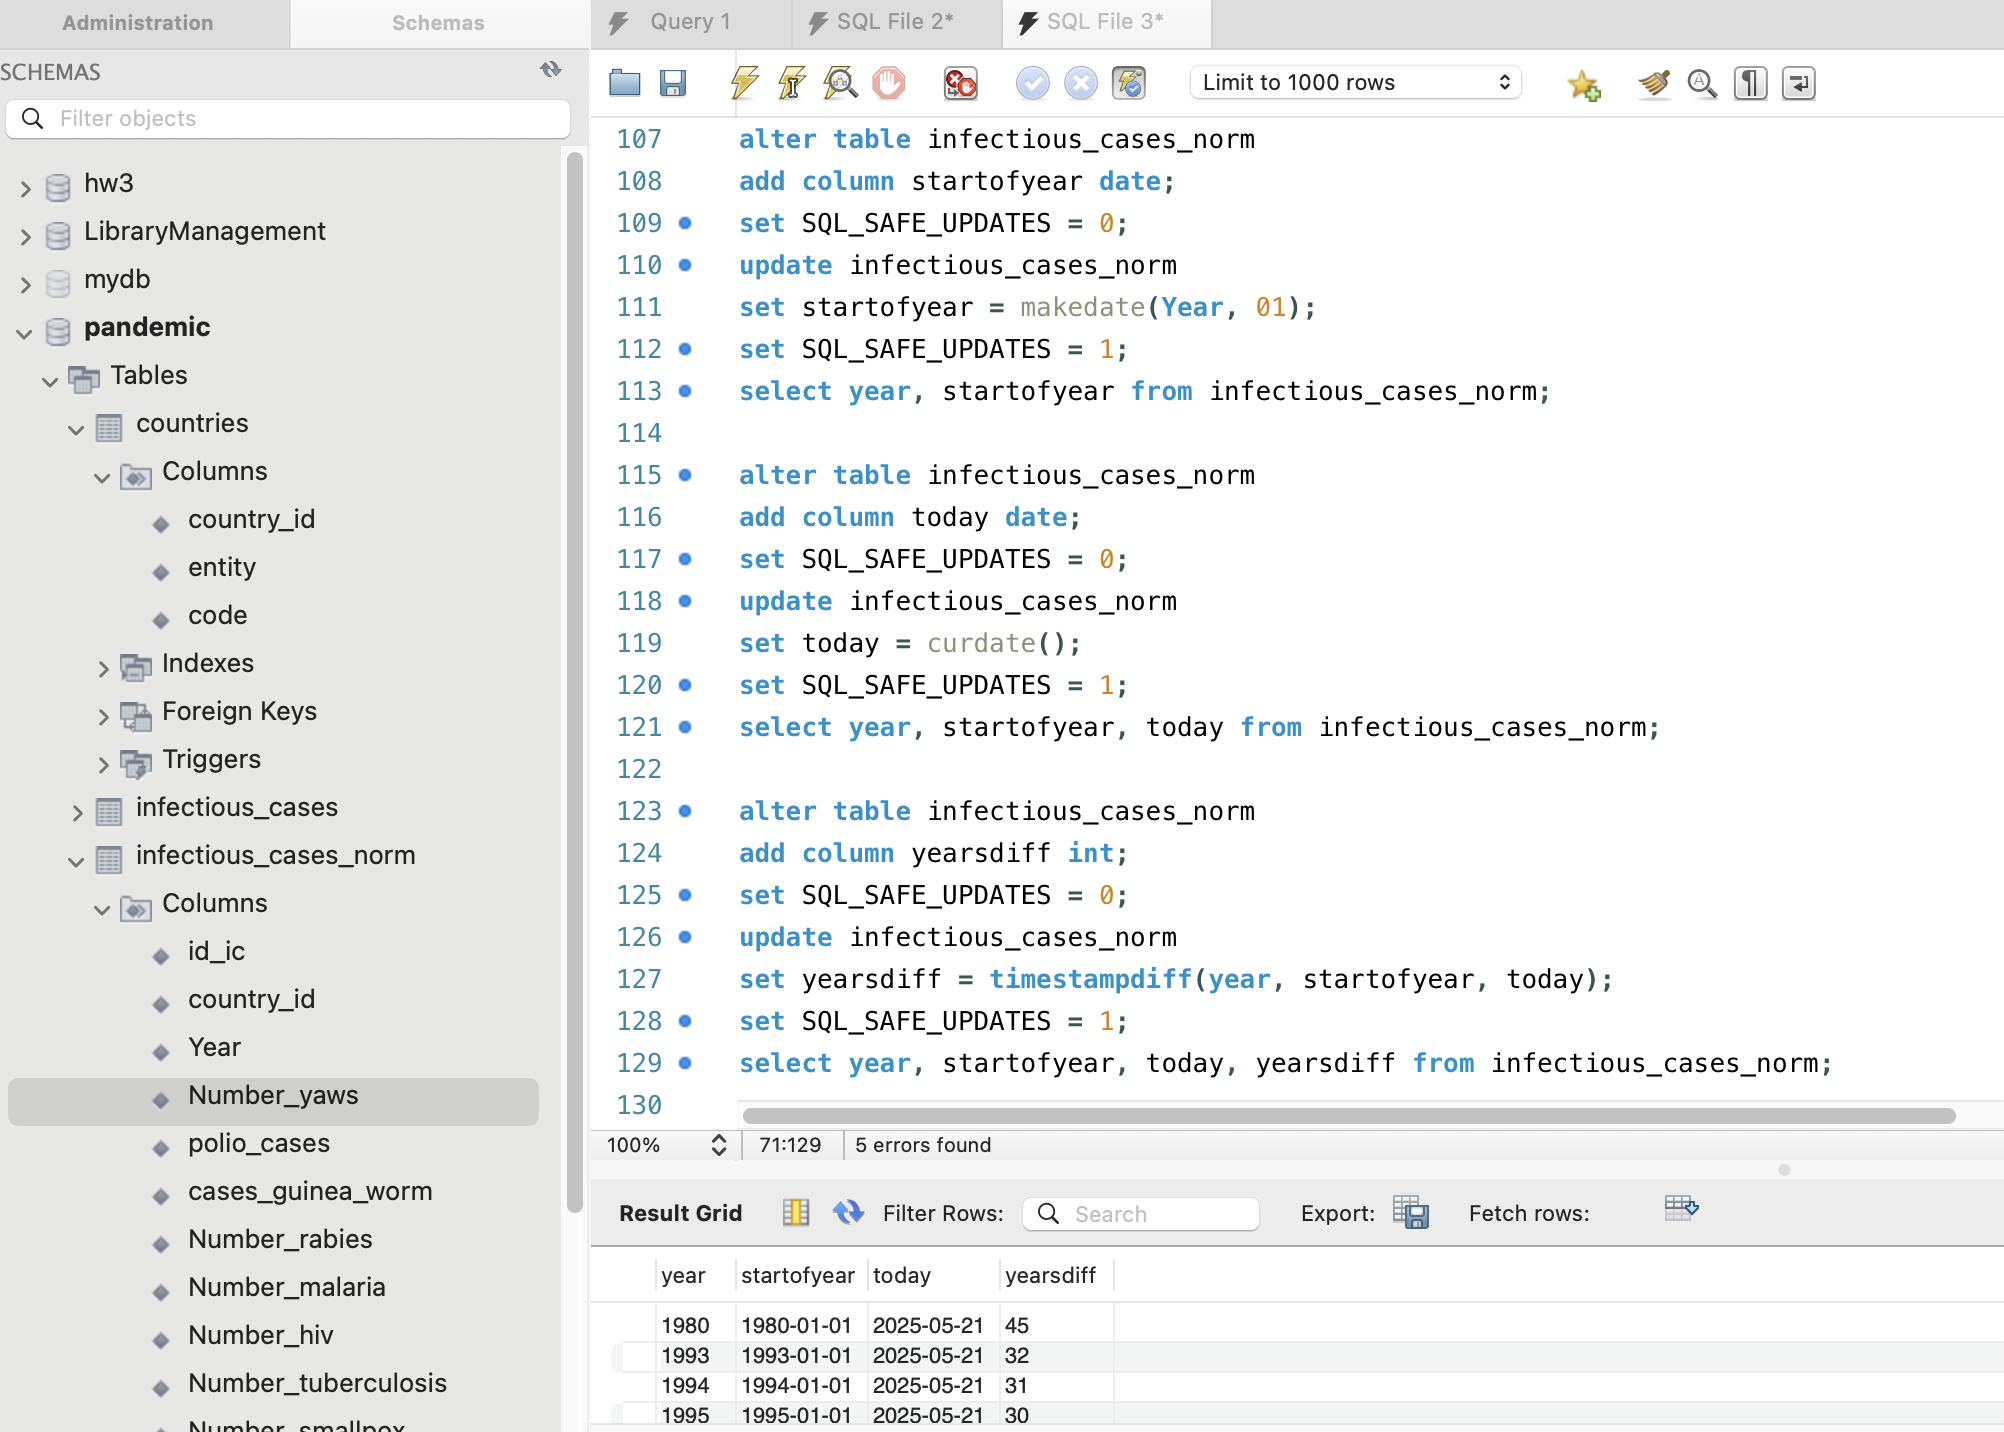 Administration
Schemas
SCHEMAS
Filter objects
hw3
LibraryManagement
mydb
pandemic
Tables
countries
Columns
country_id
entity
code
Indexes
Foreign Keys
Triggers
infectious_cases
infectious_cases_norm
Columns
id_ic
country_id
Year
Number_yaws
polio_cases
cases_guinea_worm
Number_rabies
Number_malaria
Number_hiv
Number_tuberculosis
Number_smallpox
Query 1
SQL File 2*
SQL File 3*
Limit to 1000 rows
107 alter table infectious_cases_norm
108 add column startofyear date;
109 set SQL_SAFE_UPDATES = 0;
110 update infectious_cases_norm
111 set startofyear = makedate(Year, 01);
112 set SQL_SAFE_UPDATES = 1;
113 select year, startofyear from infectious_cases_norm;
114
115 alter table infectious_cases_norm
116 add column today date;
117 set SQL_SAFE_UPDATES = 0;
118 update infectious_cases_norm
119 set today = curdate();
120 set SQL_SAFE_UPDATES = 1;
121 select year, startofyear, today from infectious_cases_norm;
122
123 alter table infectious_cases_norm
124 add column yearsdiff int;
125 set SQL_SAFE_UPDATES = 0;
126 update infectious_cases_norm
127 set yearsdiff = timestampdiff(year, startofyear, today);
128 set SQL_SAFE_UPDATES = 1;
129 select year, startofyear, today, yearsdiff from infectious_cases_norm;
130
100% 71:129 5 errors found
Result Grid Filter Rows: Search Export: Fetch rows:
year startofyear today yearsdiff
1980 1980-01-01 2025-05-21 45
1993 1993-01-01 2025-05-21 32
1994 1994-01-01 2025-05-21 31
1995 1995-01-01 2025-05-21 30